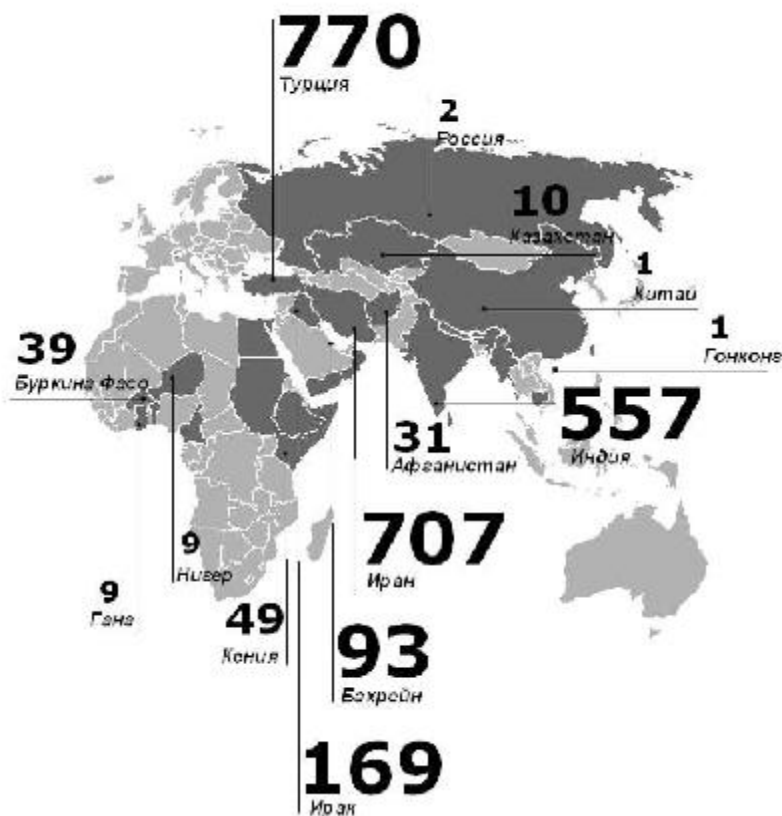 770
Турция
2
Россия
10
Казахстан
1
Китай
1
Гонконг
39
Буркина Фасо
31
Афганистан
557
Индия
707
Иран
9
Нигер
9
Гана
49
Кения
93
Бахрейн
169
Ирак